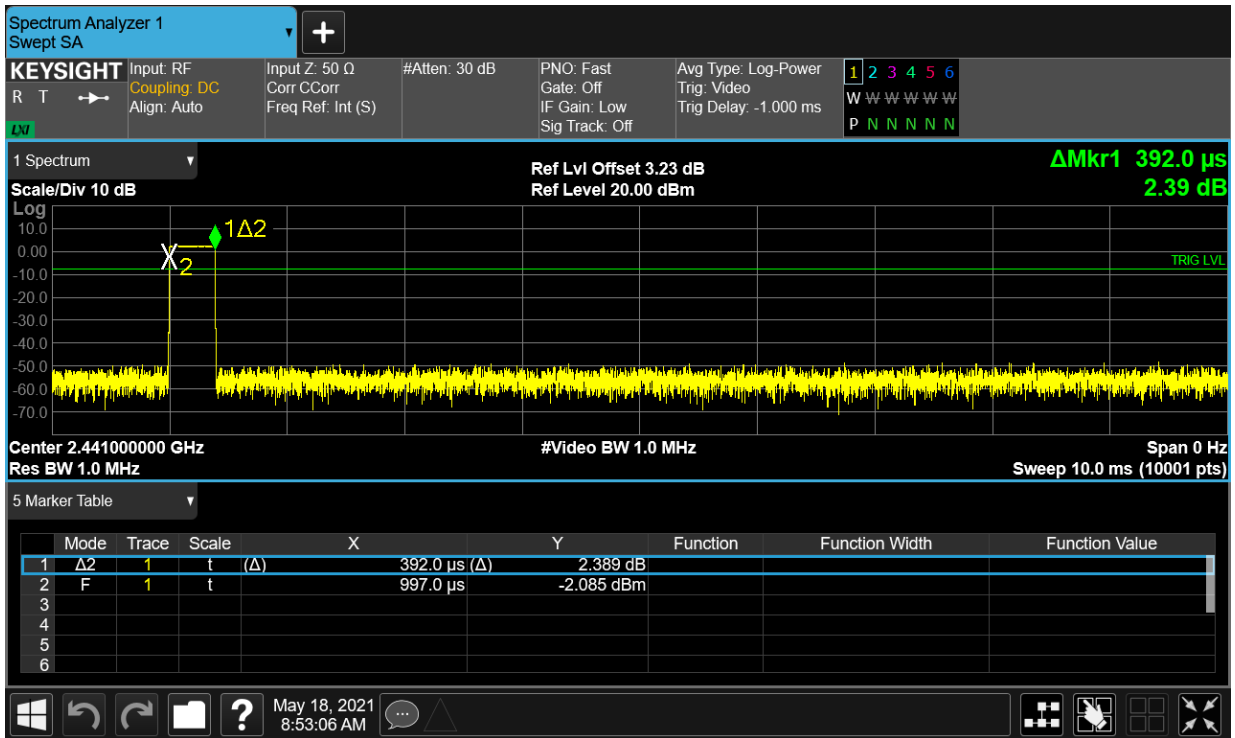 Spectrum Analyzer 1
Swept SA
KEYSIGHT
R T
LXI
Input: RF
Coupling: DC
Align: Auto
Input Z: 50 Ω
Corr CCorr
Freq Ref: Int (S)
#Atten: 30 dB
PNO: Fast
Gate: Off
IF Gain: Low
Sig Track: Off
Avg Type: Log-Power
Trig: Video
Trig Delay: -1.000 ms
1 2 3 4 5 6
W W W W W W
P N N N N N
1 Spectrum
Scale/Div 10 dB
Ref Lvl Offset 3.23 dB
Ref Level 20.00 dBm
ΔMkr1 392.0 µs
2.39 dB
Log
10.0
0.00
-10.0
-20.0
-30.0
-40.0
-50.0
-60.0
-70.0
1Δ2
X
2
TRIG LVL
Center 2.441000000 GHz
#Video BW 1.0 MHz
Span 0 Hz
Res BW 1.0 MHz
Sweep 10.0 ms (10001 pts)
5 Marker Table
Mode Trace Scale X Y Function Function Width Function Value
1 Δ2 1 t (Δ) 392.0 µs (Δ) 2.389 dB
2 F 1 t 997.0 µs -2.085 dBm
3
4
5
6
?
May 18, 2021
8:53:06 AM